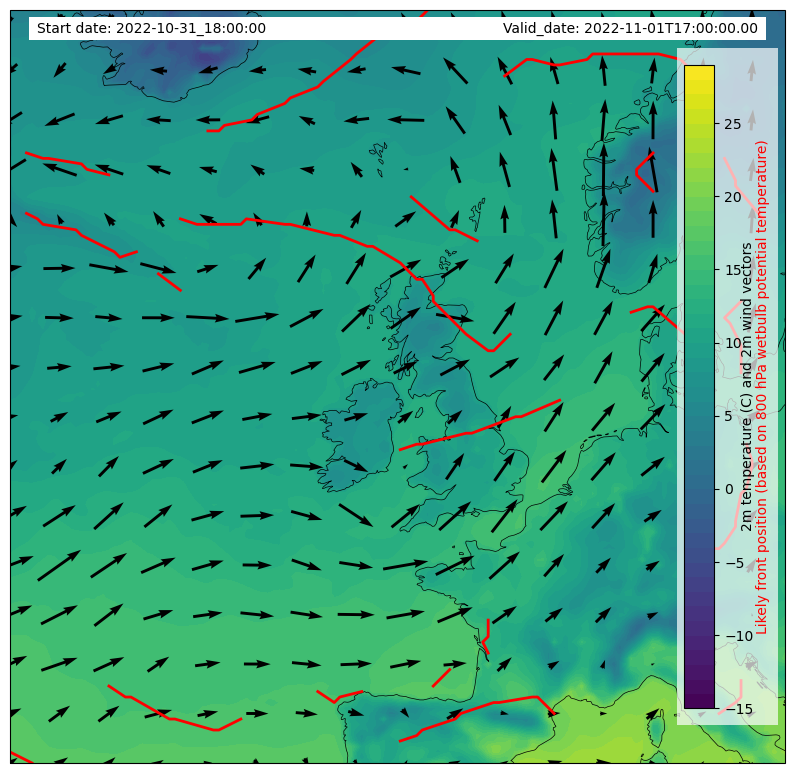 Start date: 2022-10-31_18:00:00
Valid_date: 2022-11-01T17:00:00.00
25
20
15
10
5
0
−5
−10
−15
2m temperature (C) and 2m wind vectors
Likely front position (based on 800 hPa wetbulb potential temperature)